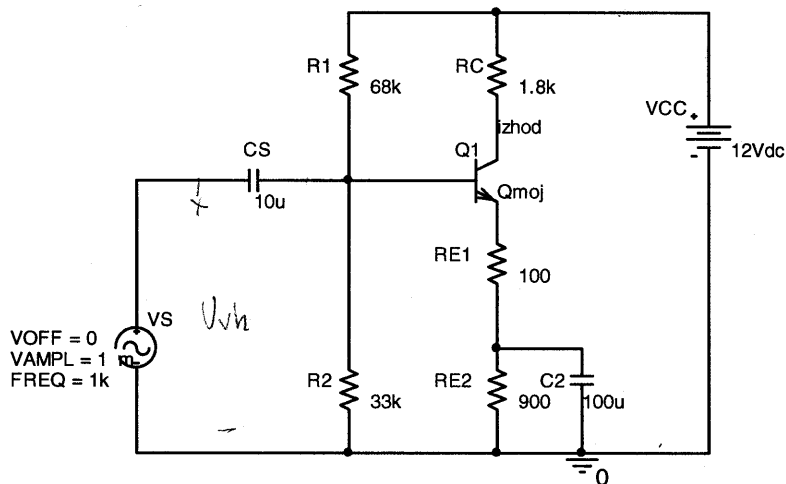 R1
68k
RC
1.8k
izhod
VCC
+
-
12Vdc
CS
10u
Q1
Qmoj
RE1
100
+
VS
Uvh
VOFF = 0
VAMPL = 1 m
FREQ = 1k
R2
33k
RE2
900
C2
100u
-
0